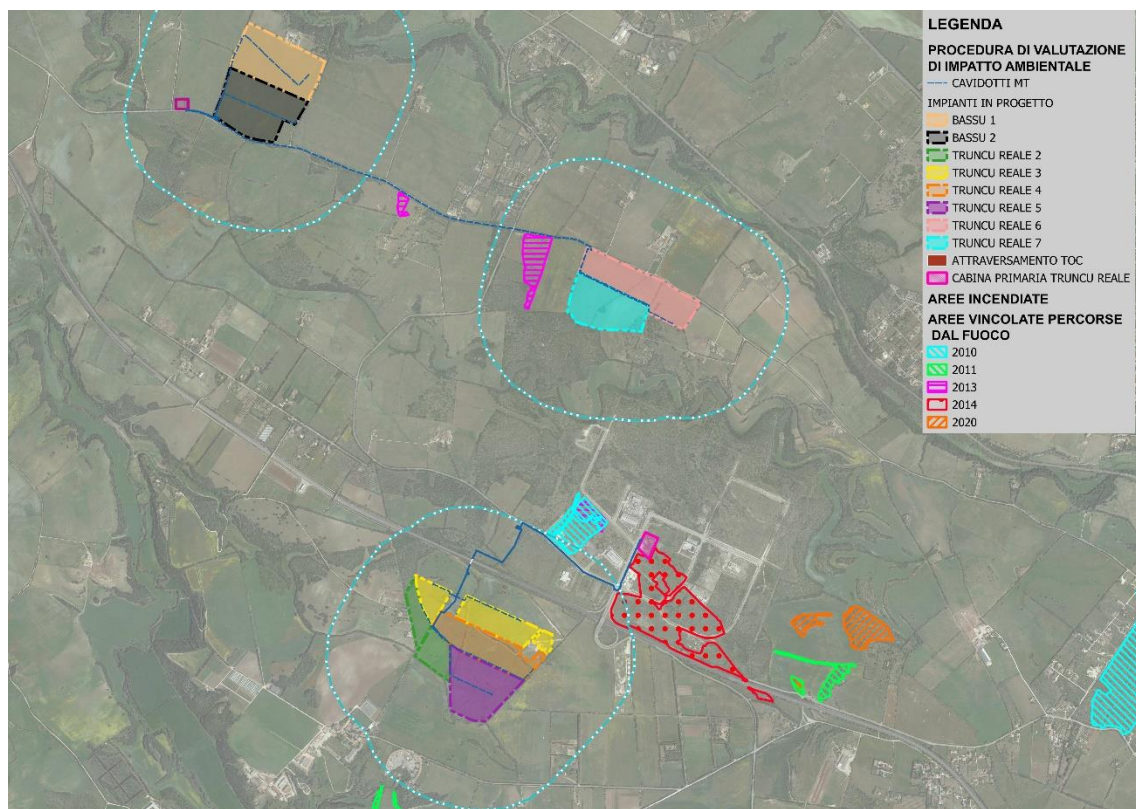 LEGENDA
PROCEDURA DI VALUTAZIONE
DI IMPATTO AMBIENTALE
CAVIDOTTI MT
IMPIANTI IN PROGETTO
BASSU 1
BASSU 2
TRUNCU REALE 2
TRUNCU REALE 3
TRUNCU REALE 4
TRUNCU REALE 5
TRUNCU REALE 6
TRUNCU REALE 7
ATTRAVERSAMENTO TOC
CABINA PRIMARIA TRUNCU REALE
AREE INCENDIATE
AREE VINCOLATE PERCORSE
DAL FUOCO
2010
2011
2013
2014
2020